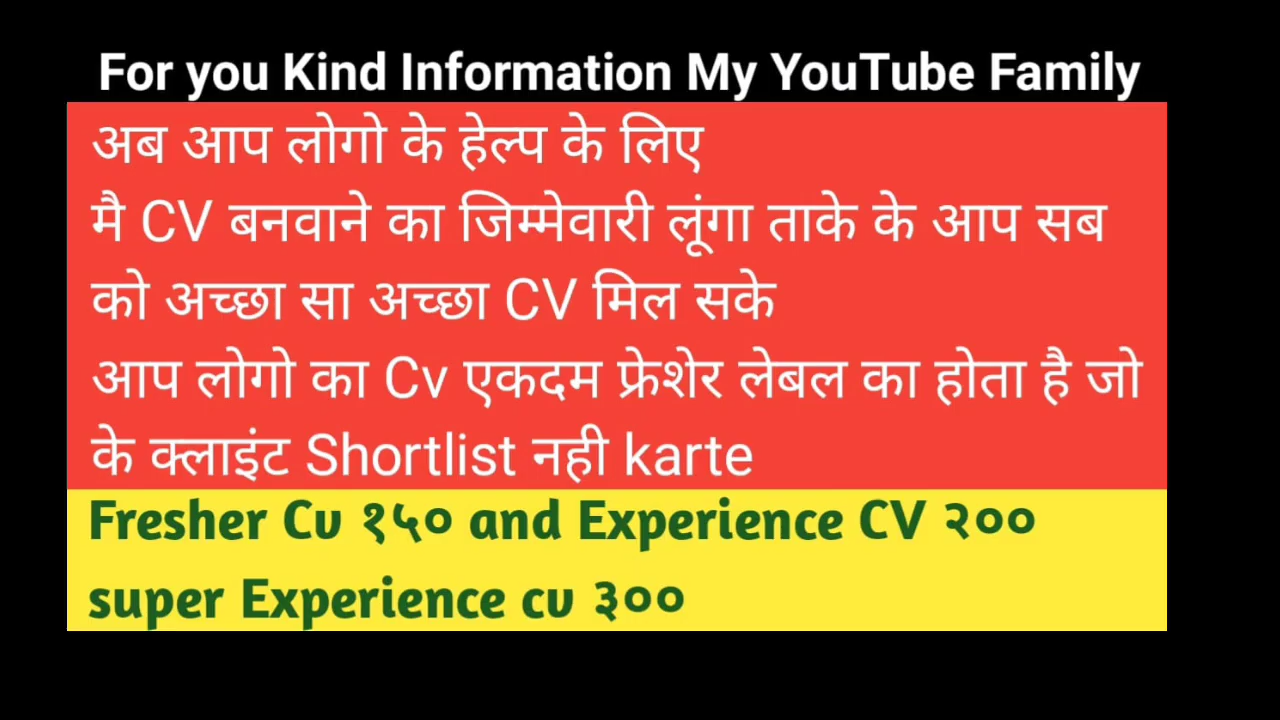 For you Kind Information My YouTube Family
अब आप लोगो के हेल्प के लिए
मै CV बनवाने का जिम्मेवारी लूंगा ताके के आप सब
को अच्छा सा अच्छा CV मिल सके
आप लोगो का Cv एकदम फ्रेशेर लेबल का होता है जो
के क्लाइंट Shortlist नही karte
Fresher Cv १५० and Experience CV २००
super Experience cv ३००